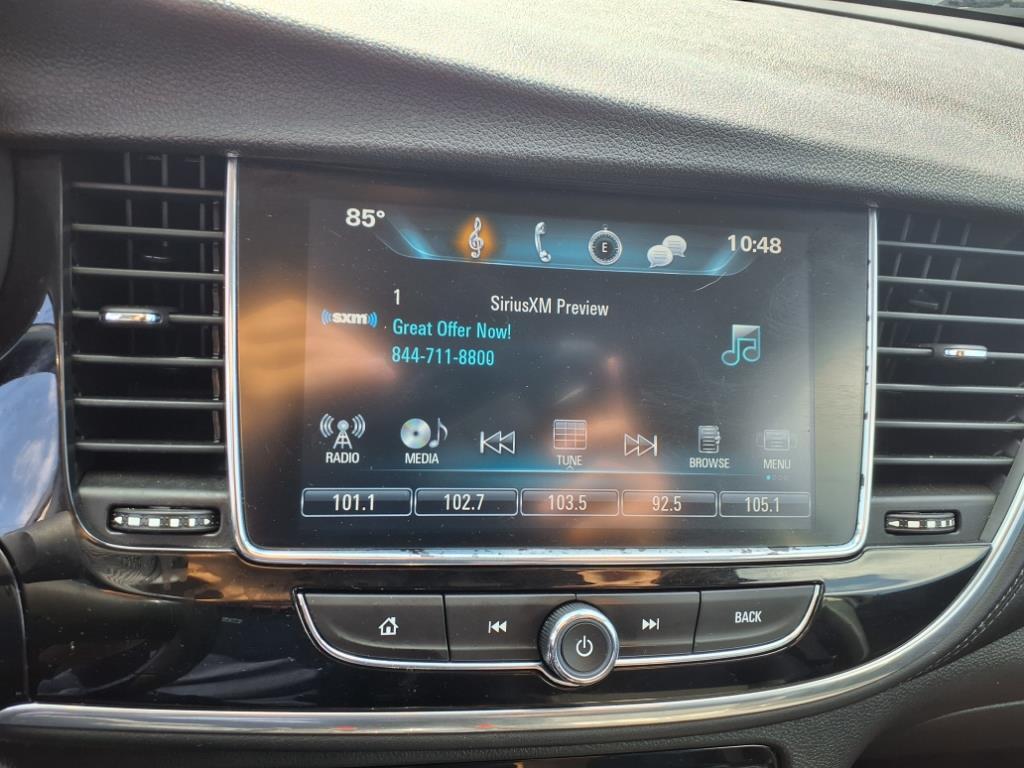 85° E 10:48
1 SiriusXM Preview
((sxm)) Great Offer Now!
844-711-8800
RADIO MEDIA TUNE BROWSE MENU
101.1 102.7 103.5 92.5 105.1
BACK